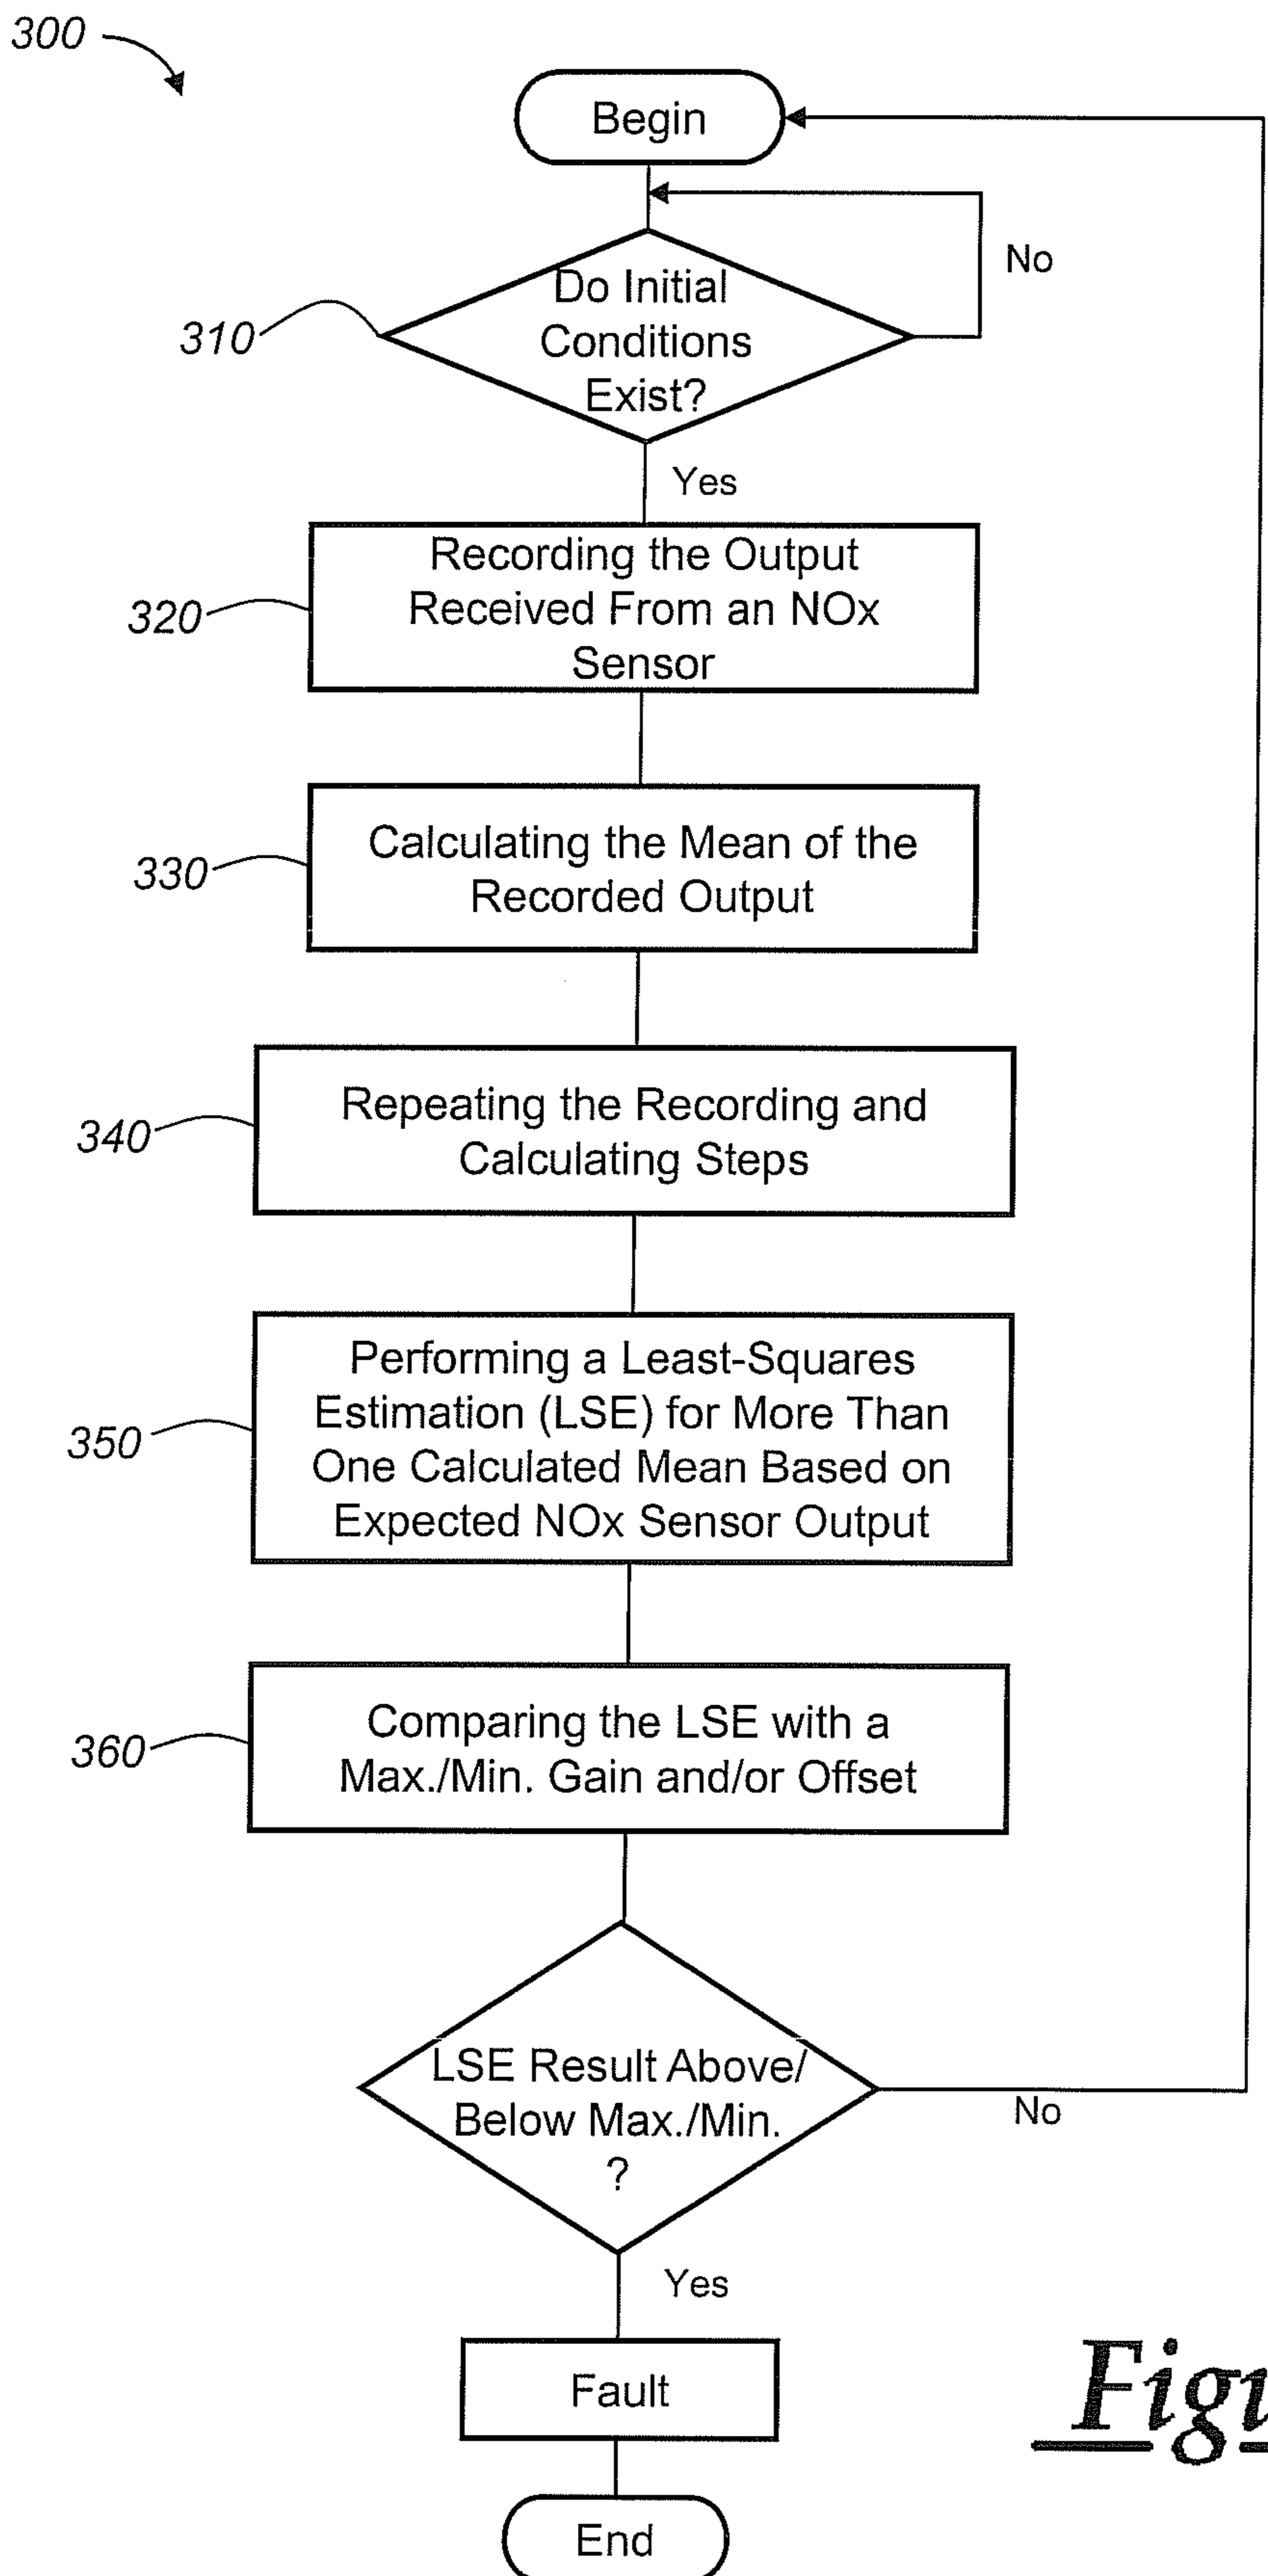 300
Begin
No
310
Do Initial
Conditions
Exist?
Yes
320
Recording the Output
Received From an NOx
Sensor
330
Calculating the Mean of the
Recorded Output
340
Repeating the Recording and
Calculating Steps
350
Performing a Least-Squares
Estimation (LSE) for More Than
One Calculated Mean Based on
Expected NOx Sensor Output
360
Comparing the LSE with a
Max./Min. Gain and/or Offset
LSE Result Above/
Below Max./Min.
?
No
Yes
Fault
End